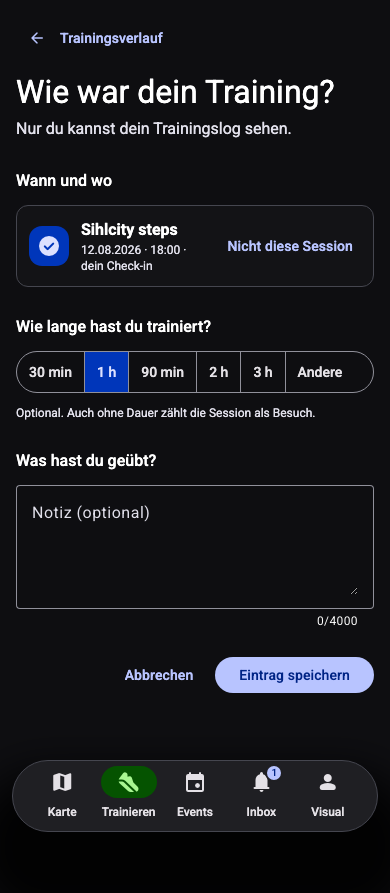 Trainingsverlauf
Wie war dein Training?
Nur du kannst dein Trainingslog sehen.
Wann und wo
Sihlcity steps
12.08.2026 · 18:00 ·
dein Check-in
Nicht diese Session
Wie lange hast du trainiert?
30 min 1 h 90 min 2 h 3 h Andere
Optional. Auch ohne Dauer zählt die Session als Besuch.
Was hast du geübt?
Notiz (optional)
0/4000
Abbrechen Eintrag speichern
1
Karte Trainieren Events Inbox Visual